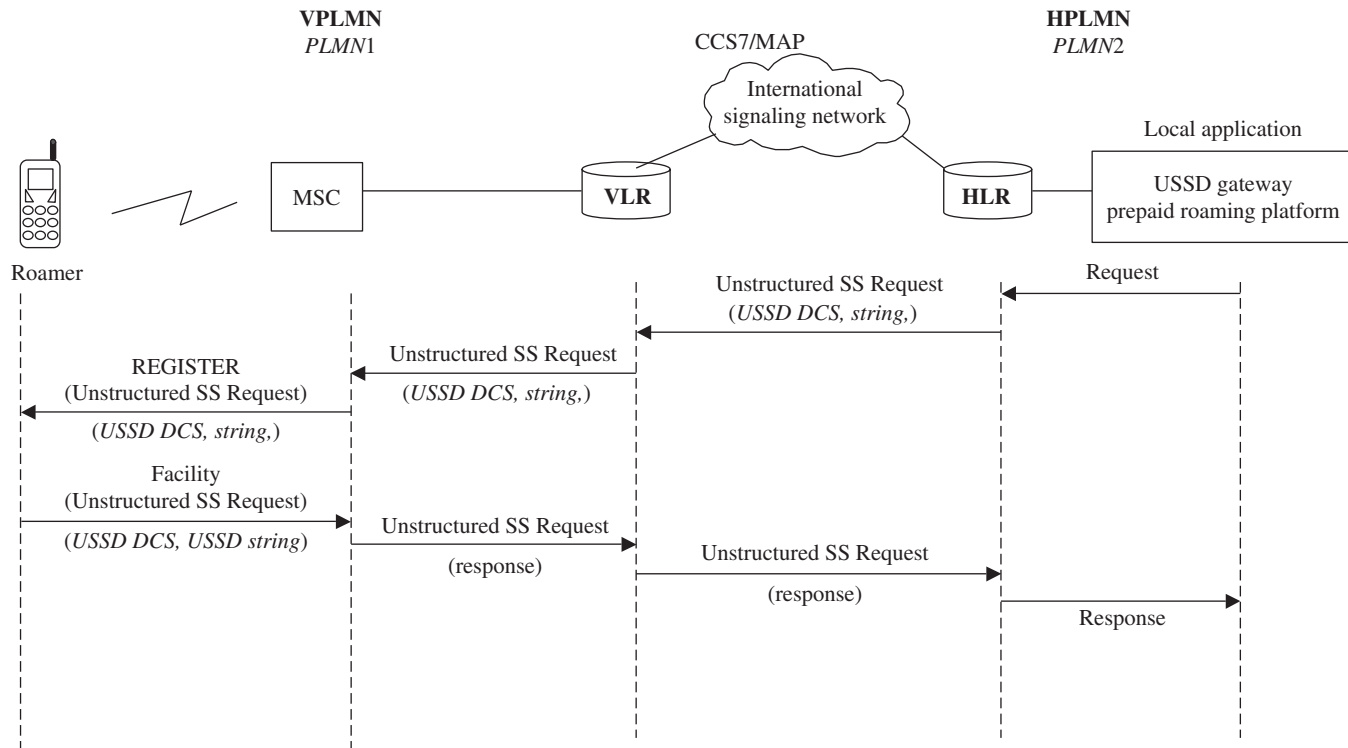 VPLMN
PLMN1
HPLMN
PLMN2
CCS7/MAP
International
signaling network
Local application
MSC
VLR
HLR
USSD gateway
prepaid roaming platform
Roamer
Request
Unstructured SS Request
(USSD DCS, string,)
Unstructured SS Request
(USSD DCS, string,)
REGISTER
(Unstructured SS Request)
(USSD DCS, string,)
Facility
(Unstructured SS Request)
(USSD DCS, USSD string)
Unstructured SS Request
(response)
Unstructured SS Request
(response)
Response